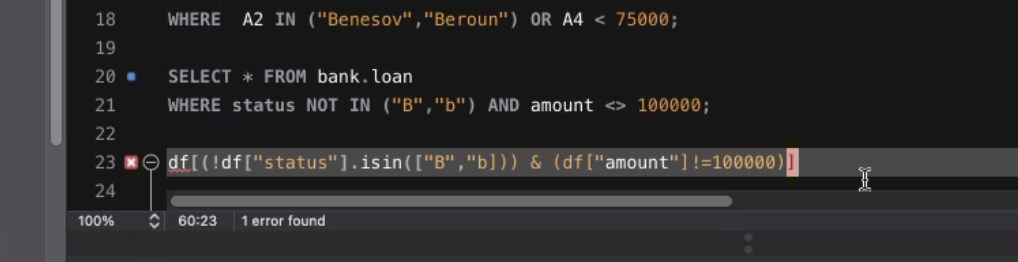 18 WHERE  A2 IN ("Benesov","Beroun") OR A4 < 75000;
19
20 SELECT * FROM bank.loan
21 WHERE status NOT IN ("B","b") AND amount <> 100000;
22
23 df[(!df["status"].isin(["B","b])) & (df["amount"]!=100000)]
24
100% 60:23 1 error found